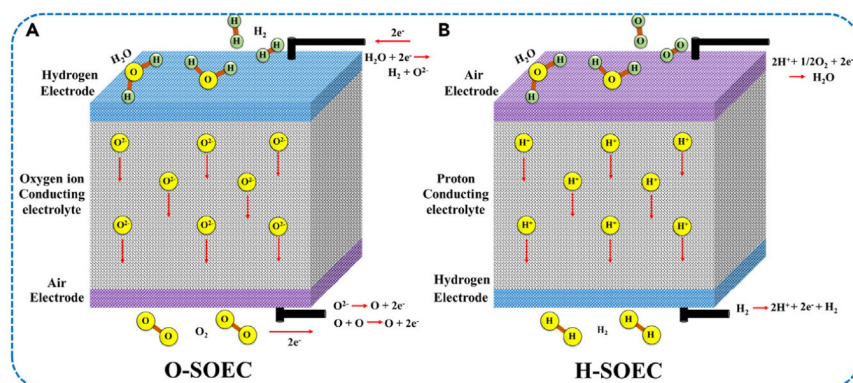 A
H
H
H₂
H
H
2e⁻
H₂O
H
O
H
H
O
H
H₂O + 2e⁻ →
H₂ + O²⁻
Hydrogen
Electrode
O²⁻
O²⁻
O²⁻
Oxygen ion
Conducting
electrolyte
O²⁻
O²⁻
O²⁻
O²⁻
O²⁻
Air
Electrode
O²⁻ → O + 2e⁻
O + O → O + 2e⁻
O
O
O₂
O
O
2e⁻
O-SOEC
B
O
O
O
O
H₂O
H
O
H
H
O
H
2H⁺ + 1/2O₂ + 2e⁻
→ H₂O
Air
Electrode
H⁺
H⁺
H⁺
Proton
Conducting
electrolyte
H⁺
H⁺
H⁺
H⁺
H⁺
Hydrogen
Electrode
H₂ → 2H⁺ + 2e⁻ + H₂
H
H
H₂
H
H
H-SOEC